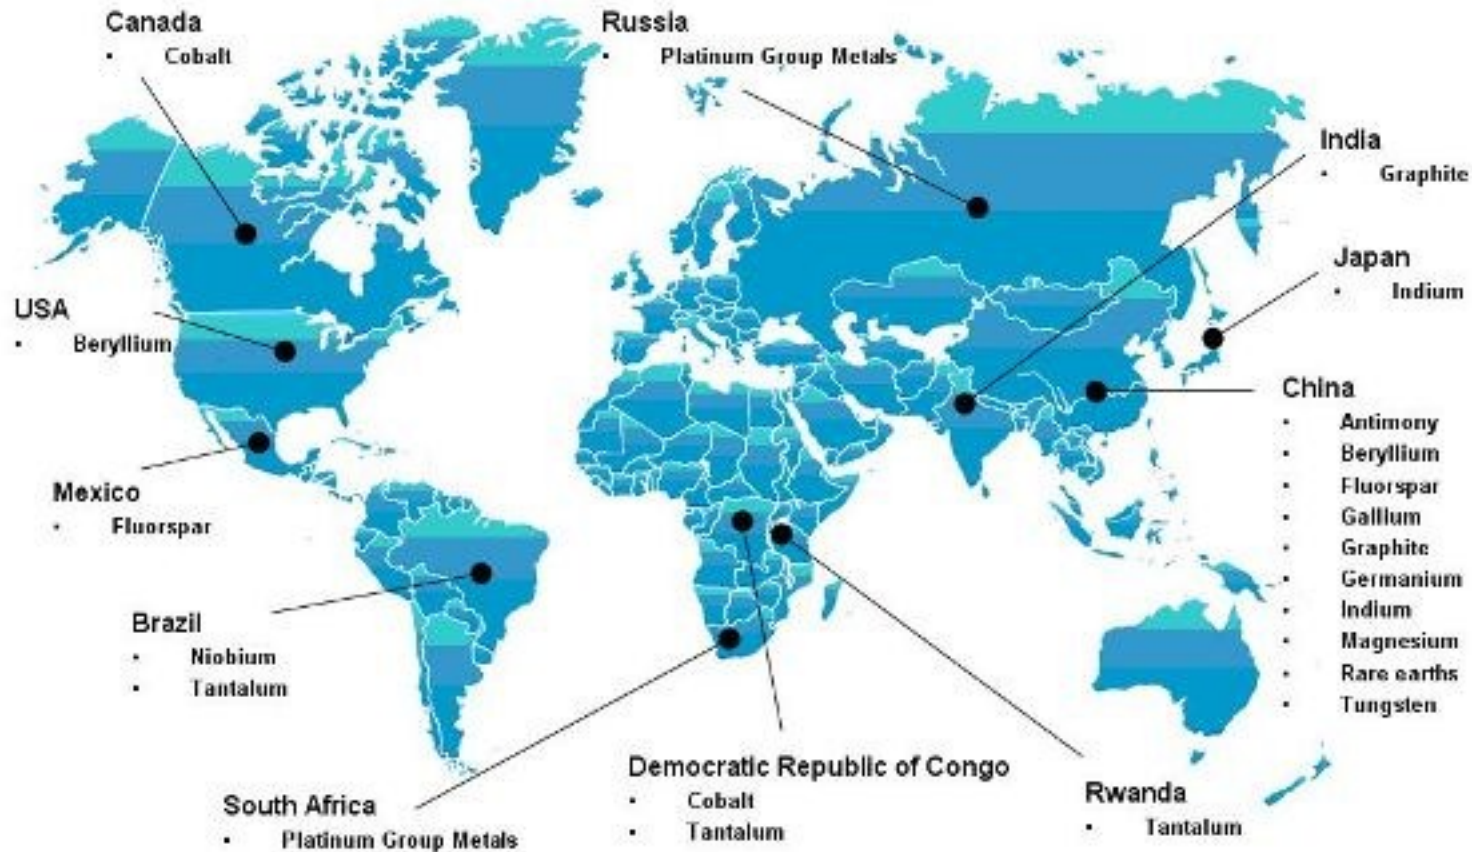 Canada
• Cobalt
Russia
• Platinum Group Metals
India
• Graphite
Japan
• Indium
USA
• Beryllium
China
• Antimony
• Beryllium
• Fluorspar
• Gallium
• Graphite
• Germanium
• Indium
• Magnesium
• Rare earths
• Tungsten
Mexico
• Fluorspar
Brazil
• Niobium
• Tantalum
South Africa
• Platinum Group Metals
Democratic Republic of Congo
• Cobalt
• Tantalum
Rwanda
• Tantalum